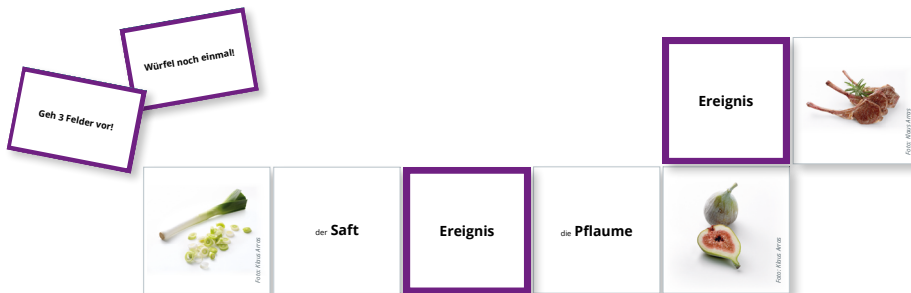 Würfel noch einmal!
Geh 3 Felder vor!
Ereignis
Foto: Klaus Arras
Foto: Klaus Arras
der Saft
Ereignis
die Pflaume
Foto: Klaus Arras